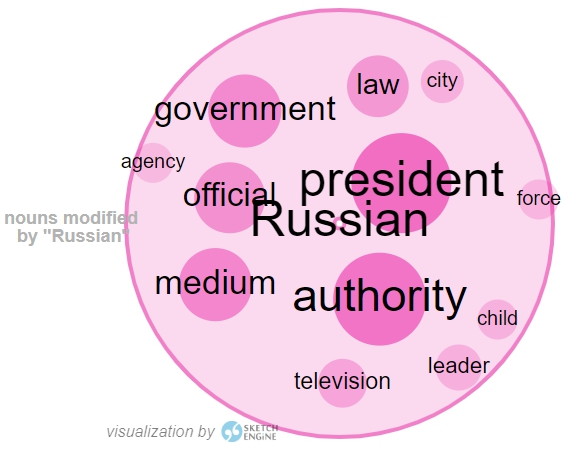 law
city
government
agency
president
official
force
Russian
nouns modified
by "Russian"
medium
authority
child
leader
television
visualization by SKETCH
ENGINE